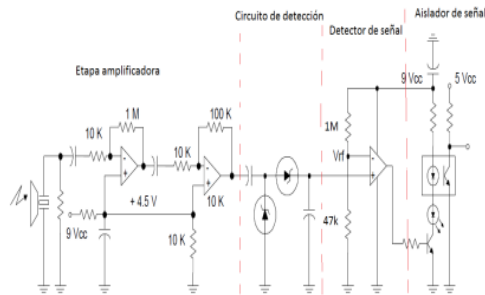 Circuito de detección
Aislador de señal
Detector de señal
Etapa amplificadora
9 Vcc
5 Vcc
1 M
100 K
10 K
10 K
1M
Vrf
+ 4.5 V
10 K
9 Vcc
10 K
47k